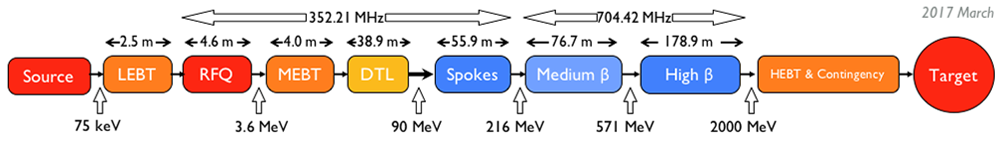 352.21 MHz 704.42 MHz 2017 March
2.5 m 4.6 m 4.0 m 38.9 m 55.9 m 76.7 m 178.9 m
Source LEBT RFQ MEBT DTL Spokes Medium β High β HEBT & Contingency Target
75 keV 3.6 MeV 90 MeV 216 MeV 571 MeV 2000 MeV